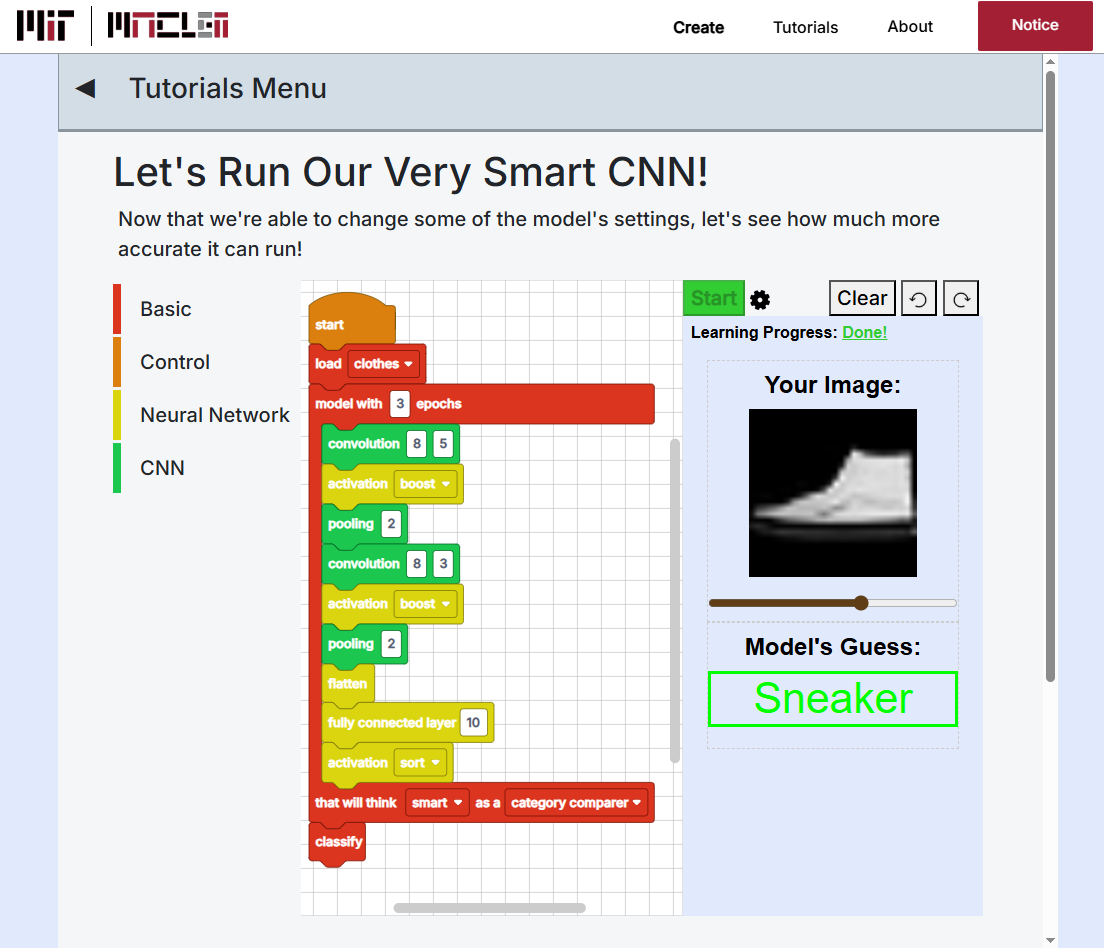 MIT
Create
Tutorials
About
Notice
◀ Tutorials Menu
Let's Run Our Very Smart CNN!
Now that we're able to change some of the model's settings, let's see how much more
accurate it can run!
Basic
Control
Neural Network
CNN
start
load clothes
model with 3 epochs
convolution 8 5
activation boost
pooling 2
convolution 8 3
activation boost
pooling 2
flatten
fully connected layer 10
activation sort
that will think smart as a category comparer
classify
Start
Clear
Learning Progress: Done!
Your Image:
Model's Guess:
Sneaker